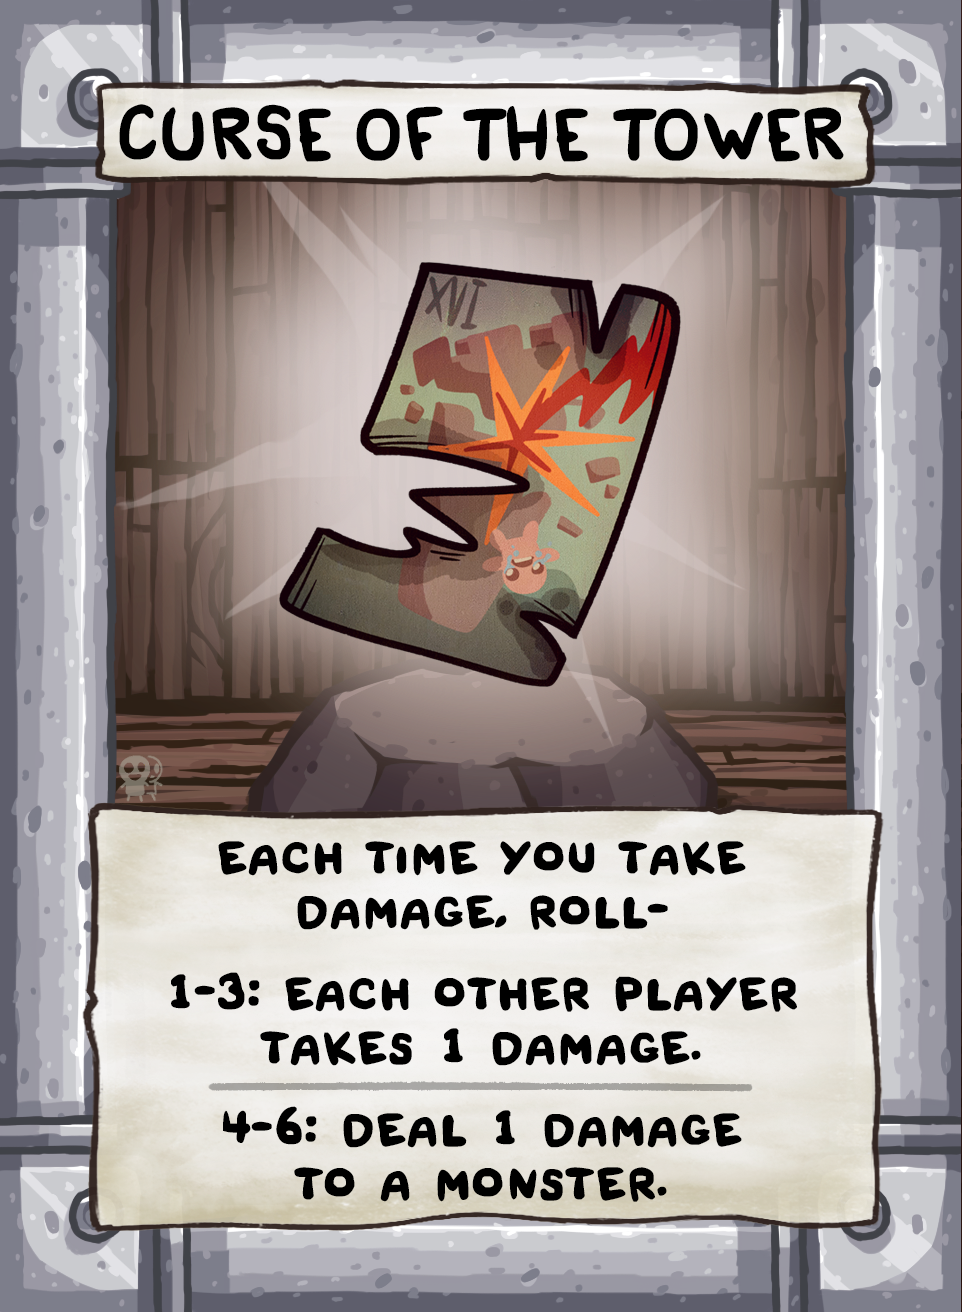 CURSE OF THE TOWER
XVI
EACH TIME YOU TAKE
DAMAGE, ROLL-
1-3: EACH OTHER PLAYER
TAKES 1 DAMAGE.
4-6: DEAL 1 DAMAGE
TO A MONSTER.